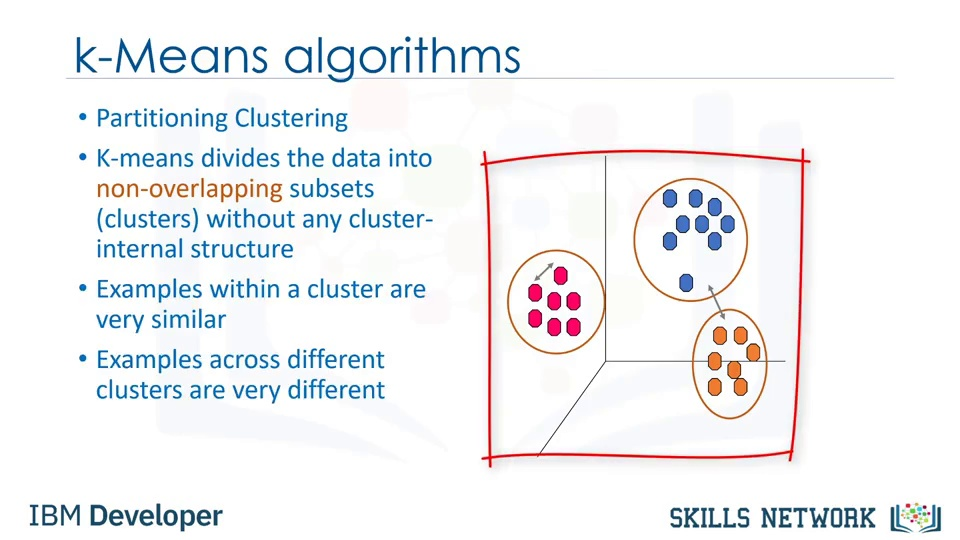 k-Means algorithms
• Partitioning Clustering
• K-means divides the data into
non-overlapping subsets
(clusters) without any cluster-
internal structure
• Examples within a cluster are
very similar
• Examples across different
clusters are very different
IBM Developer
SKILLS NETWORK